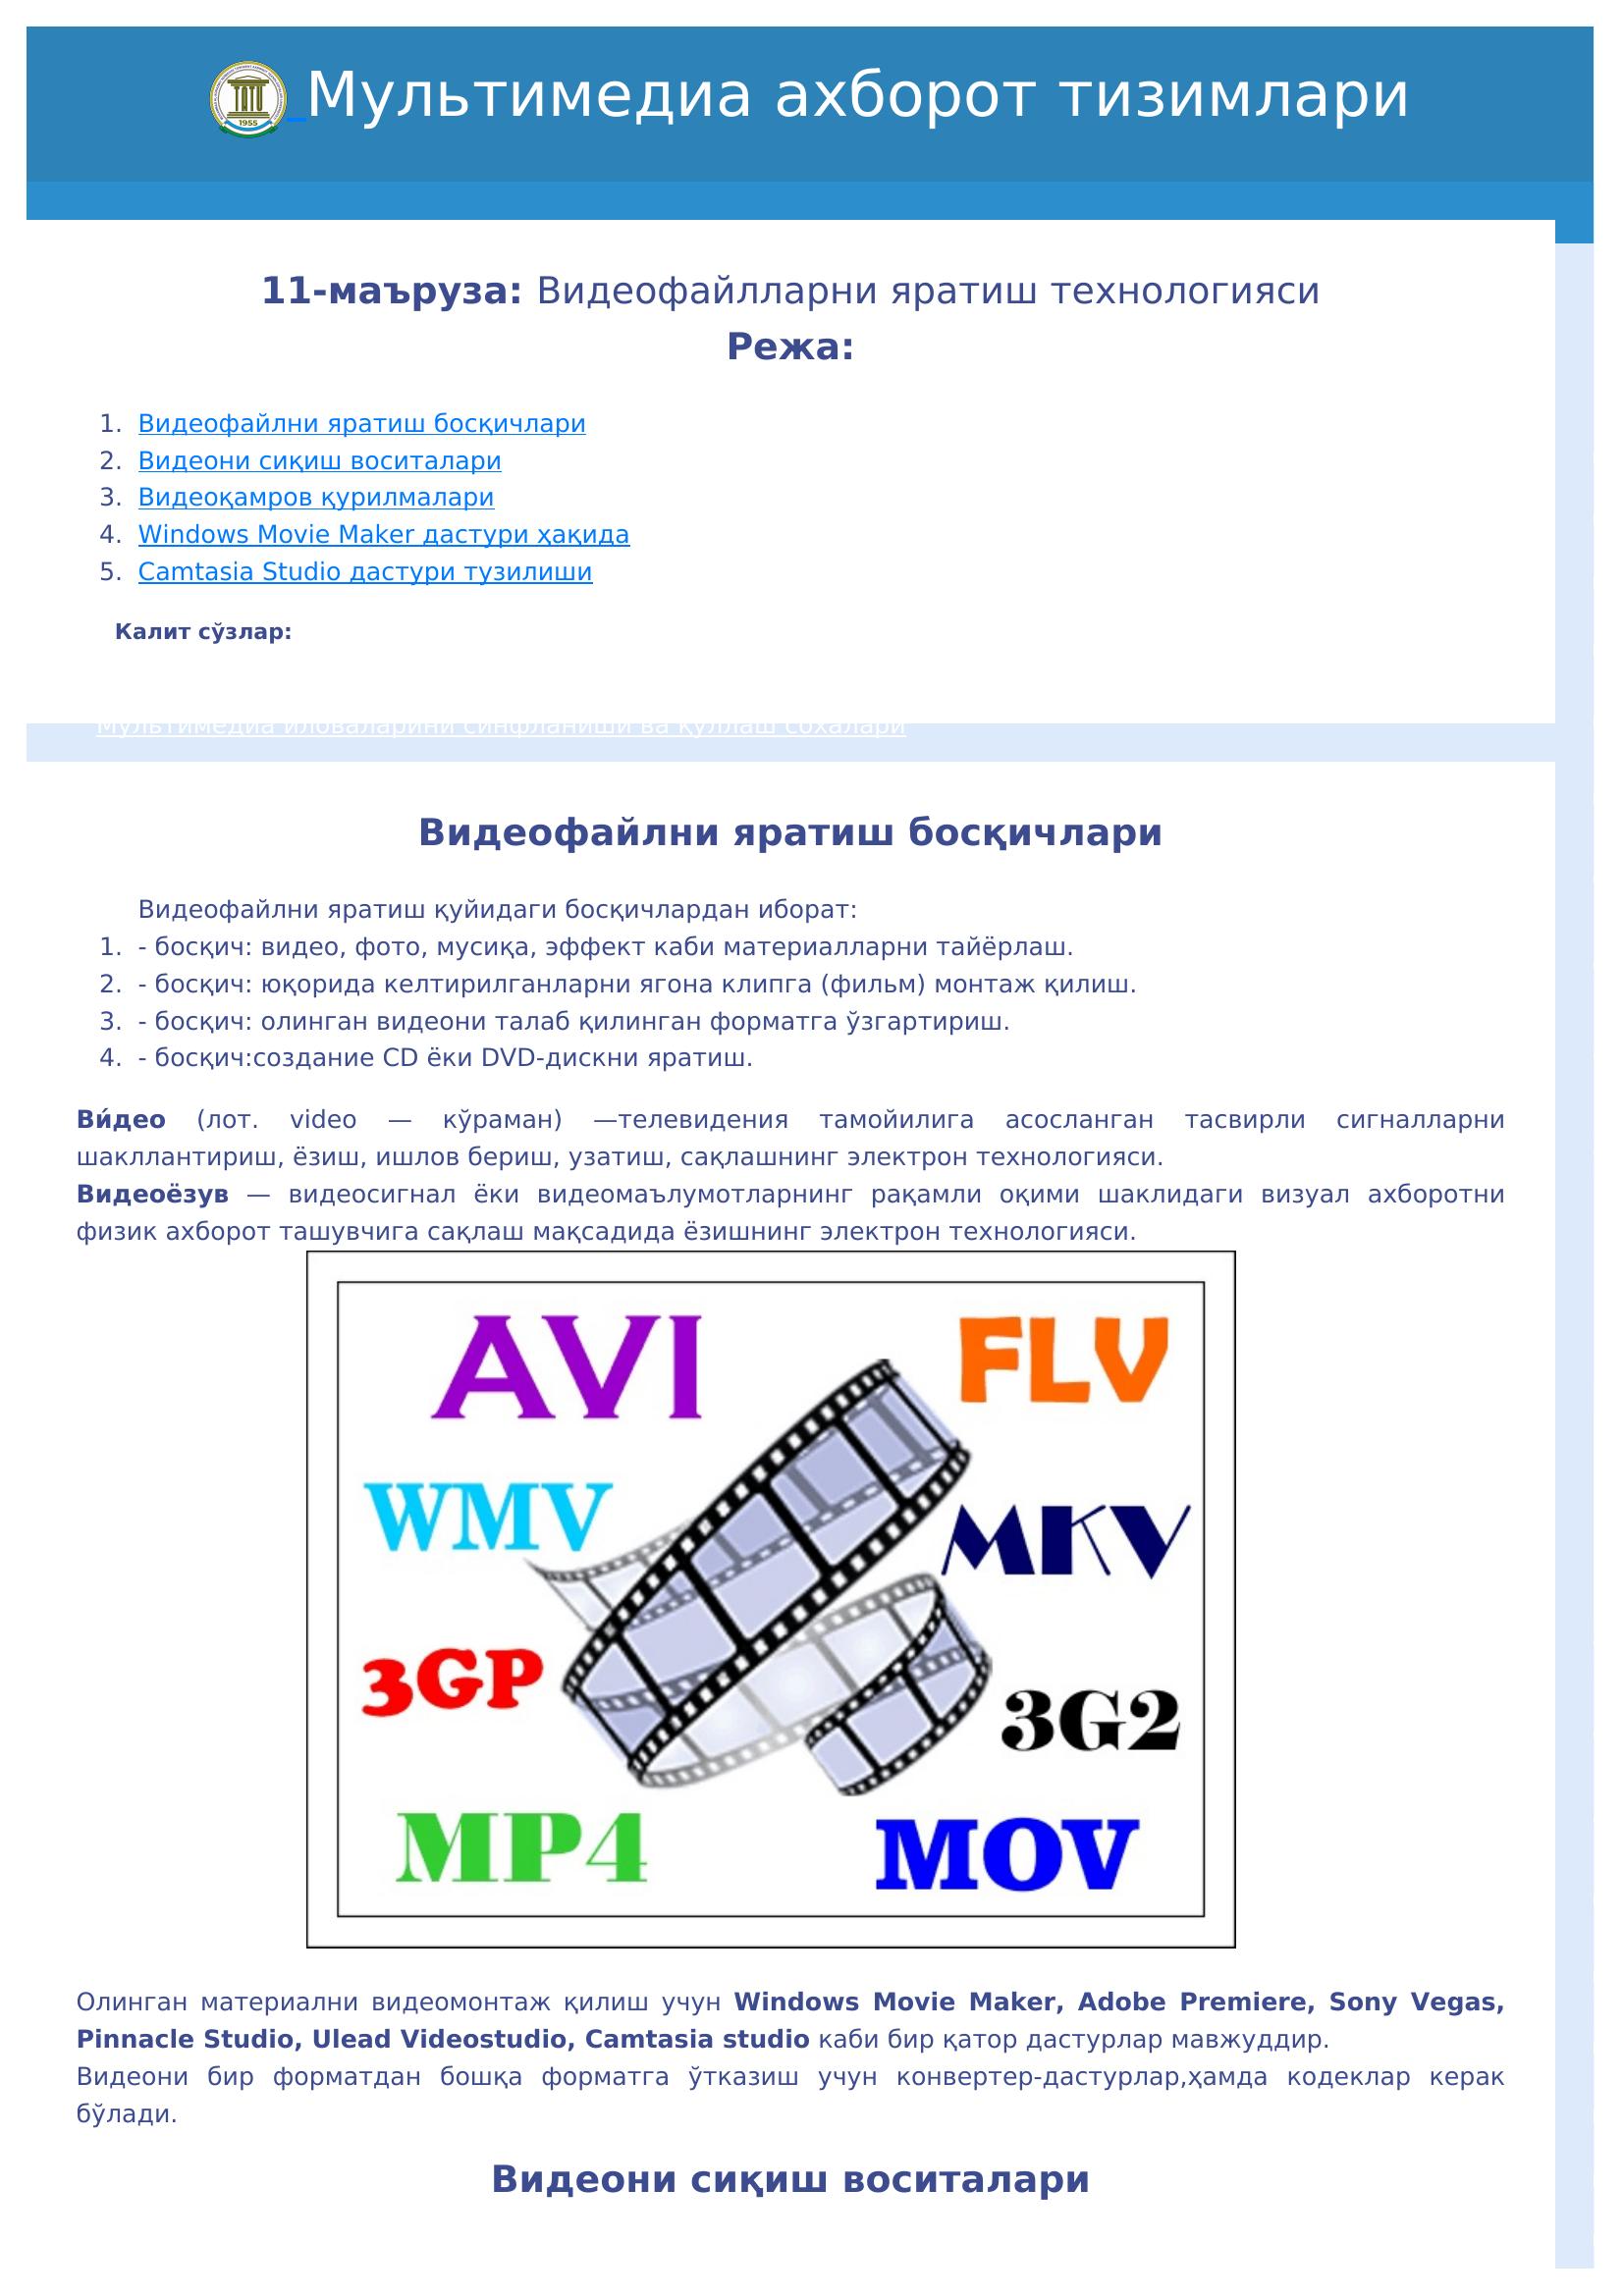 1955
Мультимедиа ахборот тизимлари
11-маъруза: Видеофайлларни яратиш технологияси
Режа:
1. Видеофайлни яратиш босқичлари
2. Видеони сиқиш воситалари
3. Видеоқамров қурилмалари
4. Windows Movie Maker дастури ҳақида
5. Camtasia Studio дастури тузилиши
Калит сўзлар:
Мультимедиа иловаларини синфланиши ва қўллаш соҳалари
Видеофайлни яратиш босқичлари
Видеофайлни яратиш қуйидаги босқичлардан иборат:
1. - босқич: видео, фото, мусиқа, эффект каби материалларни тайёрлаш.
2. - босқич: юқорида келтирилганларни ягона клипга (фильм) монтаж қилиш.
3. - босқич: олинган видеони талаб қилинган форматга ўзгартириш.
4. - босқич:создание CD ёки DVD-дискни яратиш.
Ви́део (лот. video — кўраман) —телевидения тамойилига асосланган тасвирли сигналларни
шакллантириш, ёзиш, ишлов бериш, узатиш, сақлашнинг электрон технологияси.
Видеоёзув — видеосигнал ёки видеомаълумотларнинг рақамли оқими шаклидаги визуал ахборотни
физик ахборот ташувчига сақлаш мақсадида ёзишнинг электрон технологияси.
AVI FLV
WMV MKV
3GP 3G2
MP4 MOV
Олинган материални видеомонтаж қилиш учун Windows Movie Maker, Adobe Premiere, Sony Vegas,
Pinnacle Studio, Ulead Videostudio, Camtasia studio каби бир қатор дастурлар мавжуддир.
Видеони бир форматдан бошқа форматга ўтказиш учун конвертер-дастурлар,ҳамда кодеклар керак
бўлади.
Видеони сиқиш воситалари